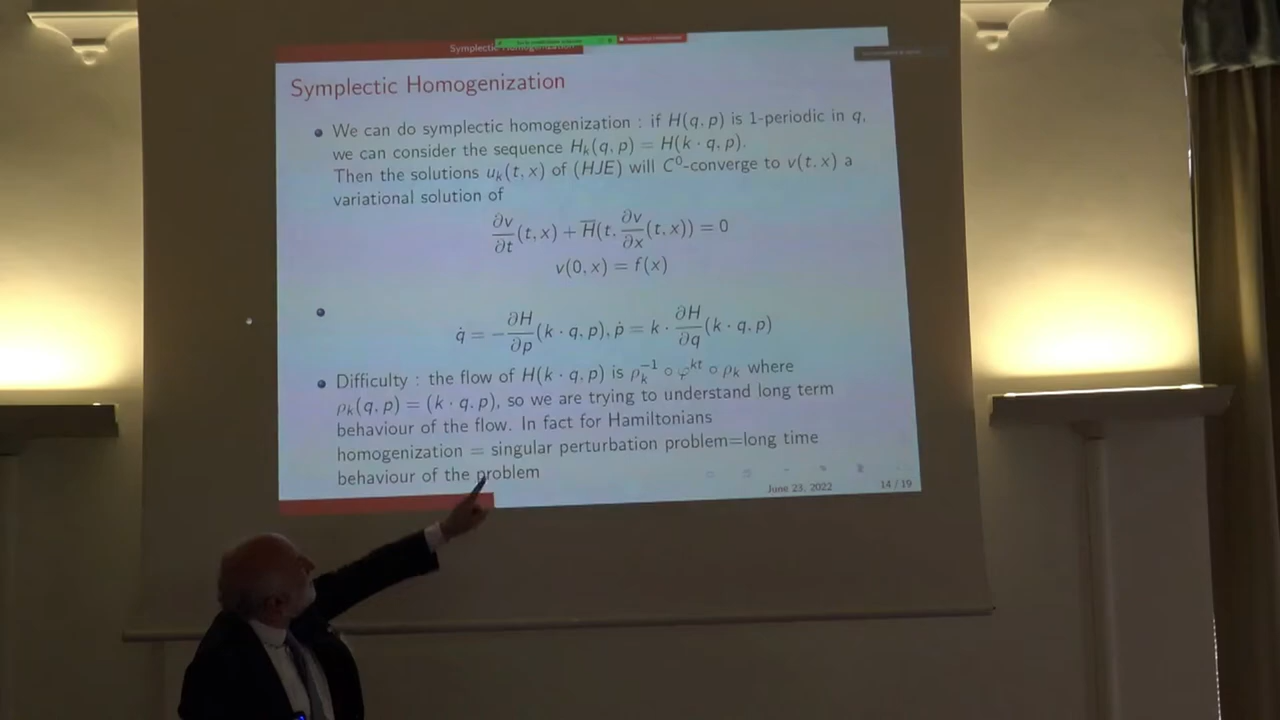 Symplectic Homogenization
Symplectic Homogenization
We can do symplectic homogenization : if H(q, p) is 1-periodic in q,
we can consider the sequence H_k(q, p) = H(k · q, p).
Then the solutions u_k(t, x) of (HJE) will C⁰-converge to v(t, x) a
variational solution of
∂v/∂t (t, x) + H̅(t, ∂v/∂x (t, x)) = 0
v(0, x) = f(x)
q̇ = −∂H/∂p (k · q, p), ṗ = k · ∂H/∂q (k · q, p)
Difficulty : the flow of H(k · q, p) is ρ_k⁻¹ ∘ φ^{kt} ∘ ρ_k where
ρ_k(q, p) = (k · q, p), so we are trying to understand long term
behaviour of the flow. In fact for Hamiltonians
homogenization = singular perturbation problem=long time
behaviour of the problem
June 23, 2022 14 / 19